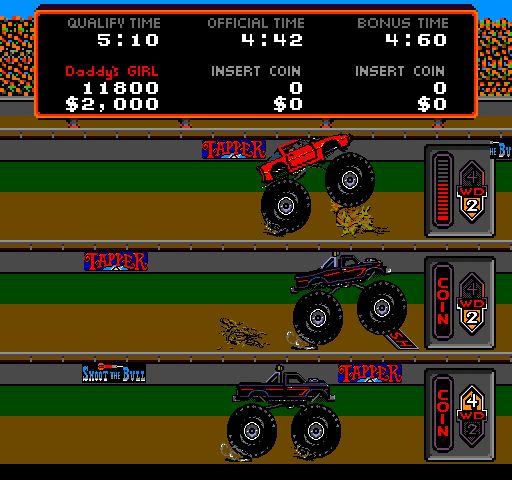 QUALIFY TIME OFFICIAL TIME BONUS TIME
5:10 4:42 4:60
Daddy's GIRL INSERT COIN INSERT COIN
11800 0 0
$2,000 $0 $0
TAPPER
THE BU
4
WD
2
TAPPER
COIN
4
WD
2
SHOOT THE BULL
TAPPER
COIN
4
WD
2